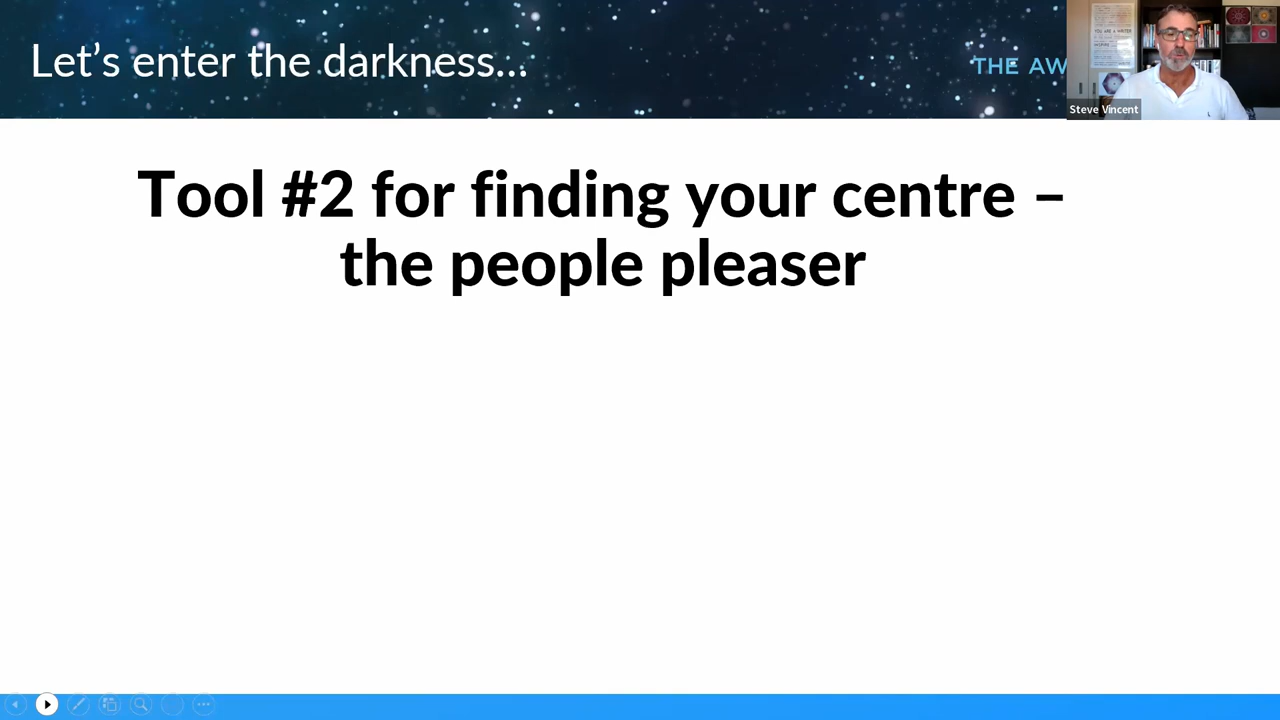 Let's enter the darkness...
THE AW
Steve Vincent
Tool #2 for finding your centre –
the people pleaser